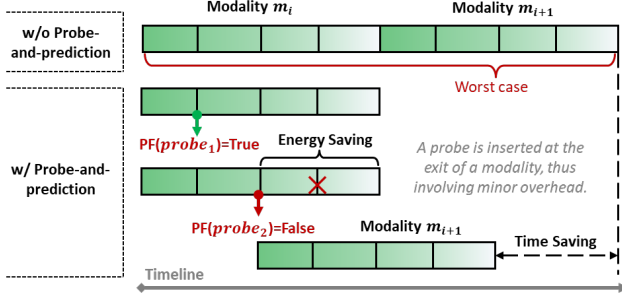 Modality m_i
Modality m_{i+1}
w/o Probe-
and-prediction
Worst case
PF(probe_1)=True
Energy Saving
A probe is inserted at the
exit of a modality, thus
involving minor overhead.
w/ Probe-and-
prediction
PF(probe_2)=False
Modality m_{i+1}
Time Saving
Timeline